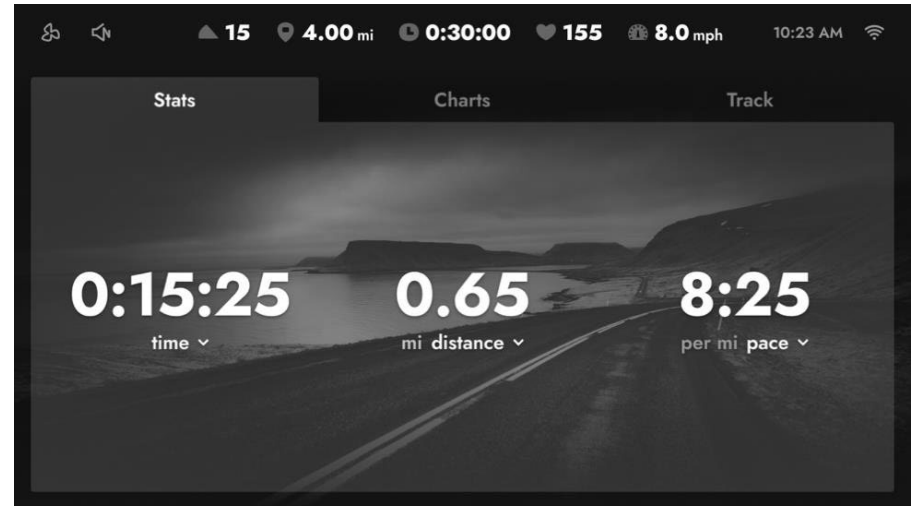 15 4.00 mi 0:30:00 155 8.0 mph 10:23 AM
Stats Charts Track
0:15:25 0.65 8:25
time mi distance per mi pace